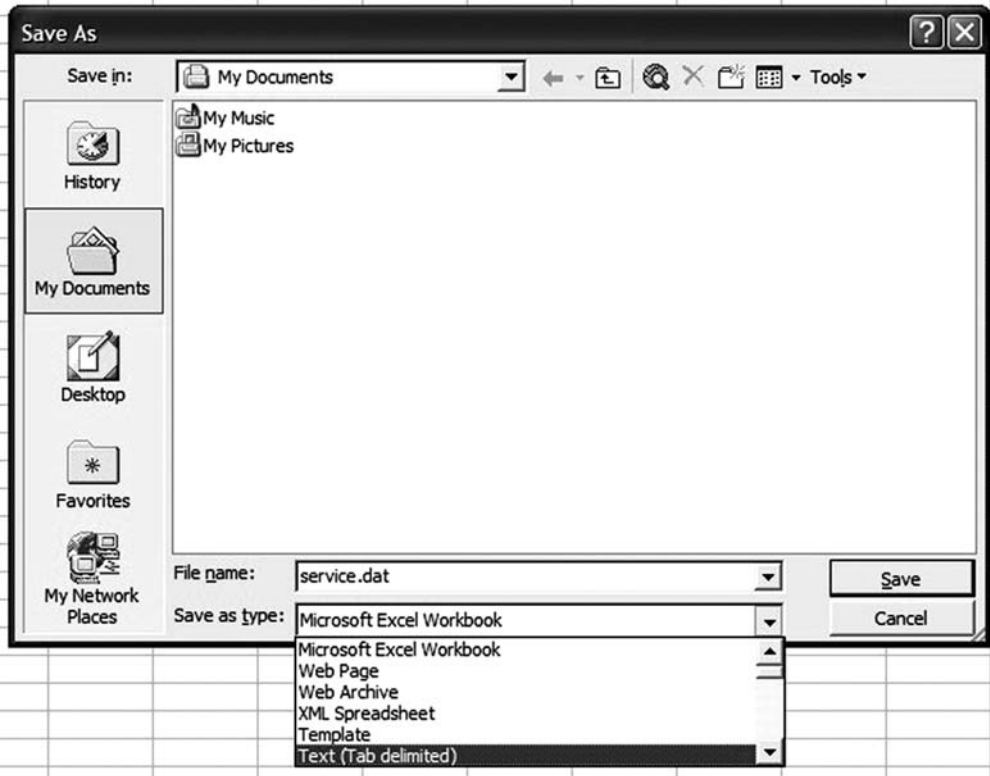 Save As
Save in:
My Documents
Tools
My Music
My Pictures
History
My Documents
Desktop
Favorites
My Network
Places
File name:
service.dat
Save
Save as type:
Microsoft Excel Workbook
Cancel
Microsoft Excel Workbook
Web Page
Web Archive
XML Spreadsheet
Template
Text (Tab delimited)